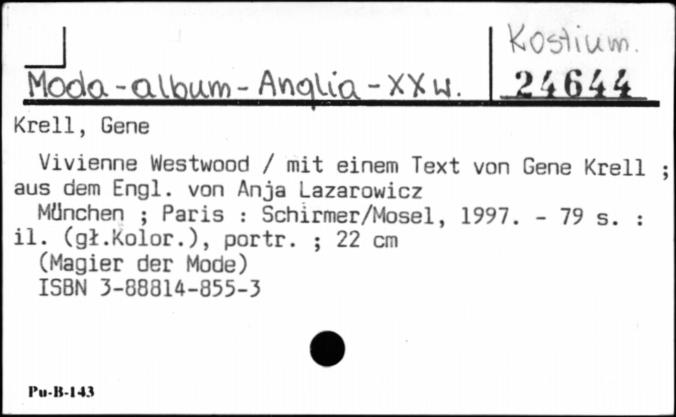 Kostium.
Moda-album-Anglia-XX w.
24644
Krell, Gene
Vivienne Westwood / mit einem Text von Gene Krell ;
aus dem Engl. von Anja Lazarowicz
München ; Paris : Schirmer/Mosel, 1997. - 79 s. :
il. (gł.Kolor.), portr. ; 22 cm
(Magier der Mode)
ISBN 3-88814-855-3
Pu-B-143